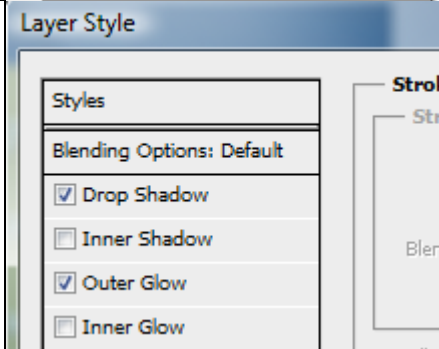 Layer Style
Styles
Blending Options: Default
Drop Shadow
Inner Shadow
Outer Glow
Inner Glow